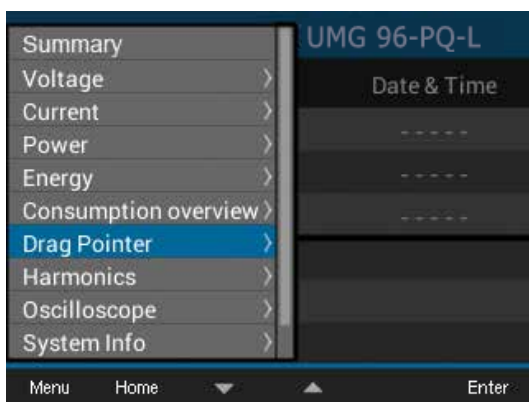 UMG 96-PQ-L
Date & Time
- - - - -
- - - - -
- - - - -
Summary
Voltage
Current
Power
Energy
Consumption overview
Drag Pointer
Harmonics
Oscilloscope
System Info
Menu Home Enter